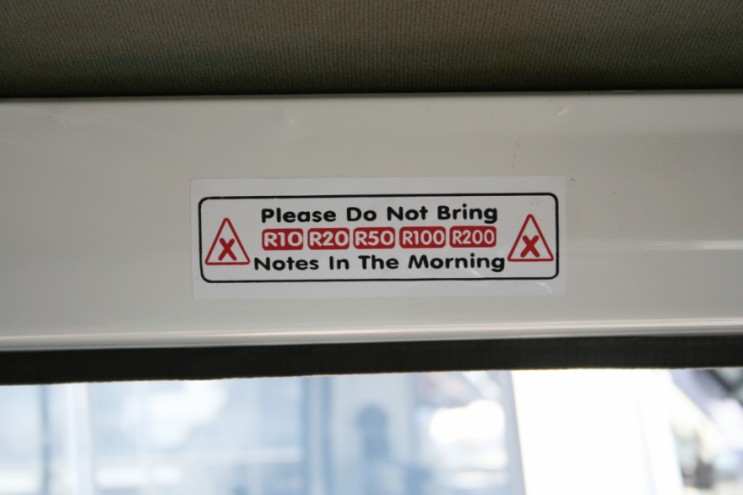 Please Do Not Bring
X R10 R20 R50 R100 R200 X
Notes In The Morning